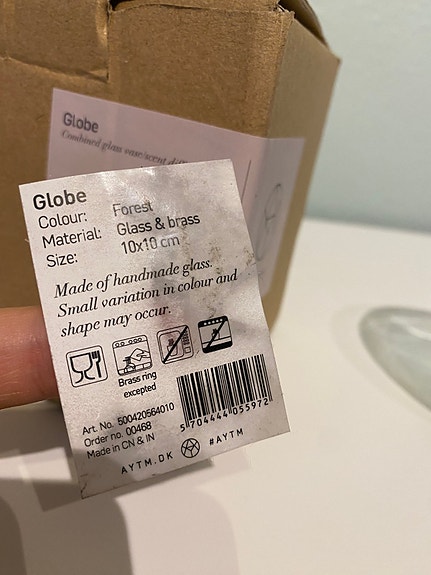 Globe
Combined glass vase/scent
Globe
Colour: Forest
Material: Glass & brass
Size: 10x10 cm
Made of handmade glass.
Small variation in colour and
shape may occur.
Brass ring
excepted
Art. No. 500420564010
Order no. 00468
Made in CN & IN
5 704444 055972
AYTM.DK #AYTM